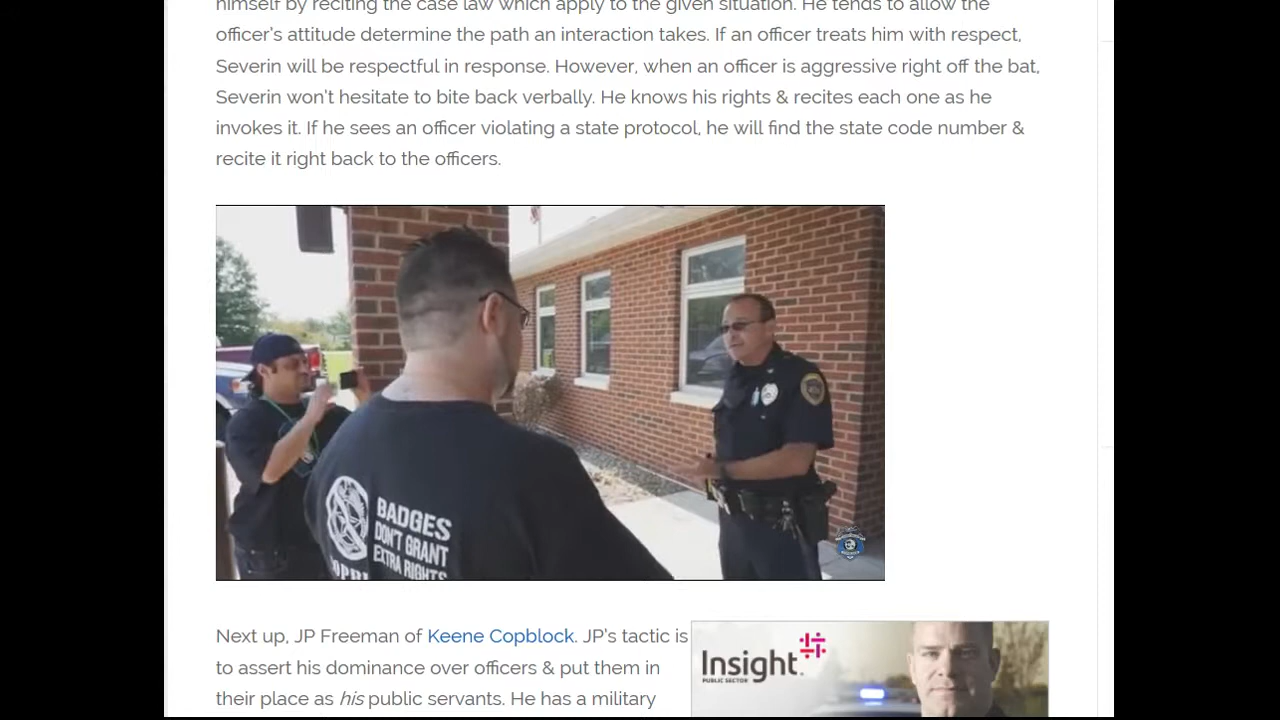 himself by reciting the case law which apply to the given situation. He tends to allow the
officer's attitude determine the path an interaction takes. If an officer treats him with respect,
Severin will be respectful in response. However, when an officer is aggressive right off the bat,
Severin won't hesitate to bite back verbally. He knows his rights & recites each one as he
invokes it. If he sees an officer violating a state protocol, he will find the state code number &
recite it right back to the officers.
BADGES
DON'T GRANT
EXTRA RIGHTS
Next up, JP Freeman of Keene Copblock. JP's tactic is
to assert his dominance over officers & put them in
their place as his public servants. He has a military
Insight
PUBLIC SECTOR